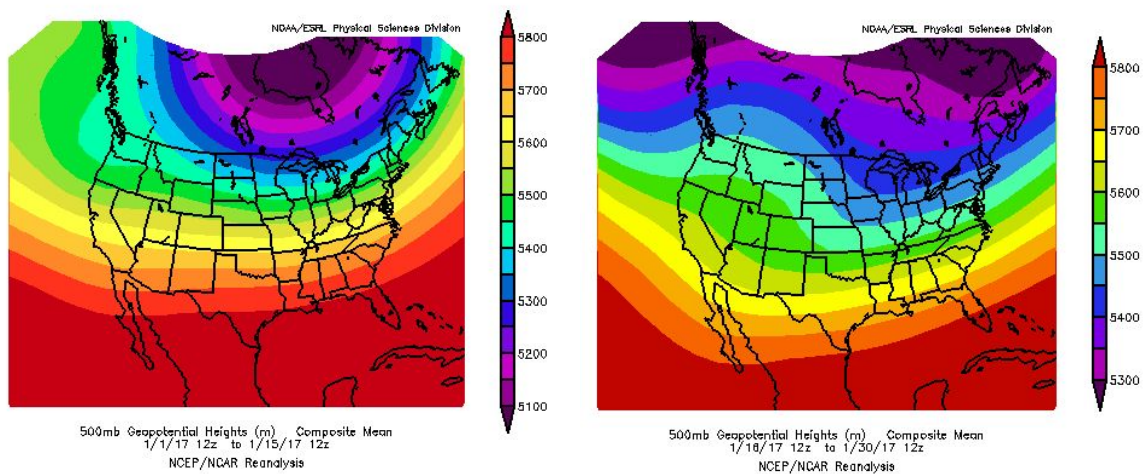 NOAA/ESRL Physical Sciences Division
5800
5700
5600
5500
5400
5300
5200
5100
500mb Geopotential Heights (m) Composite Mean
1/1/17 12z to 1/15/17 12z
NCEP/NCAR Reanalysis
NOAA/ESRL Physical Sciences Division
5800
5700
5600
5500
5400
5300
500mb Geopotential Heights (m) Composite Mean
1/16/17 12z to 1/30/17 12z
NCEP/NCAR Reanalysis